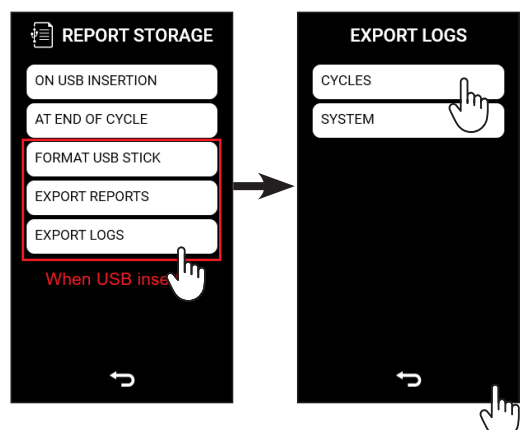 REPORT STORAGE
ON USB INSERTION
AT END OF CYCLE
FORMAT USB STICK
EXPORT REPORTS
EXPORT LOGS
When USB
EXPORT LOGS
CYCLES
SYSTEM